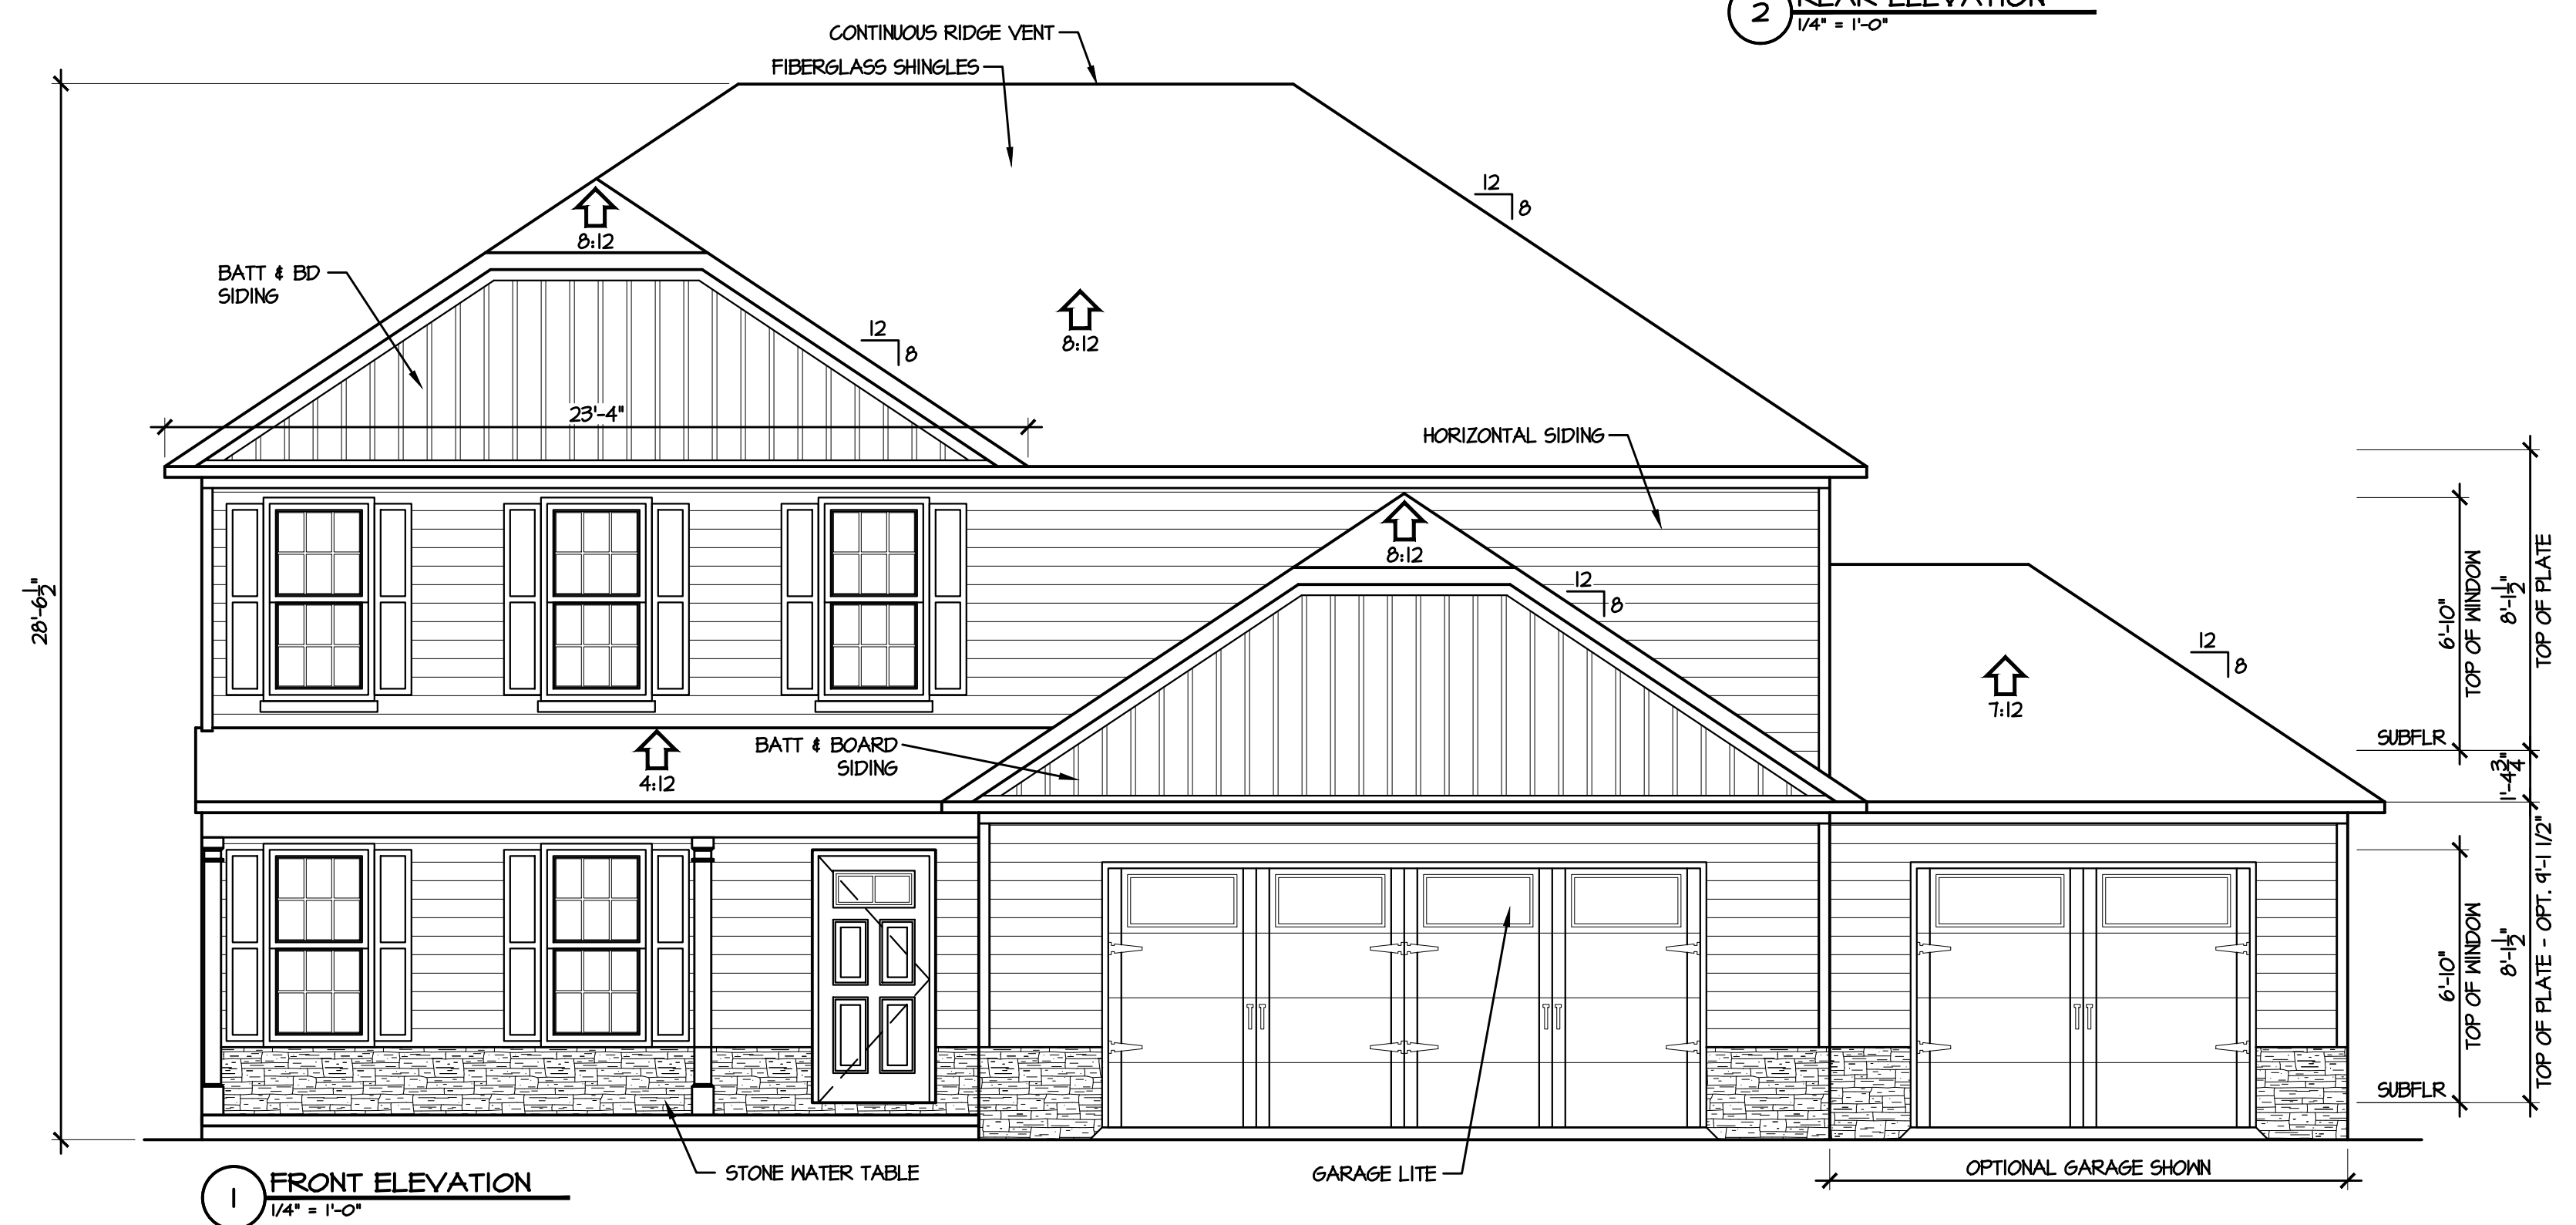 2
REAR ELEVATION
1/4" = 1'-0"
CONTINUOUS RIDGE VENT
FIBERGLASS SHINGLES
12
8
8:12
BATT & BD
SIDING
12
8
8:12
23'-4"
HORIZONTAL SIDING
28'-6 1/2"
8:12
12
8
12
8
7:12
6'-10"
TOP OF WINDOW
8'-1 1/2"
TOP OF PLATE
SUBFLR
1'-4 3/4"
BATT & BOARD
SIDING
4:12
6'-10"
TOP OF WINDOW
8'-1 1/2"
TOP OF PLATE - OPT. 9'-1 1/2"
SUBFLR
STONE WATER TABLE
GARAGE LITE
OPTIONAL GARAGE SHOWN
1
FRONT ELEVATION
1/4" = 1'-0"